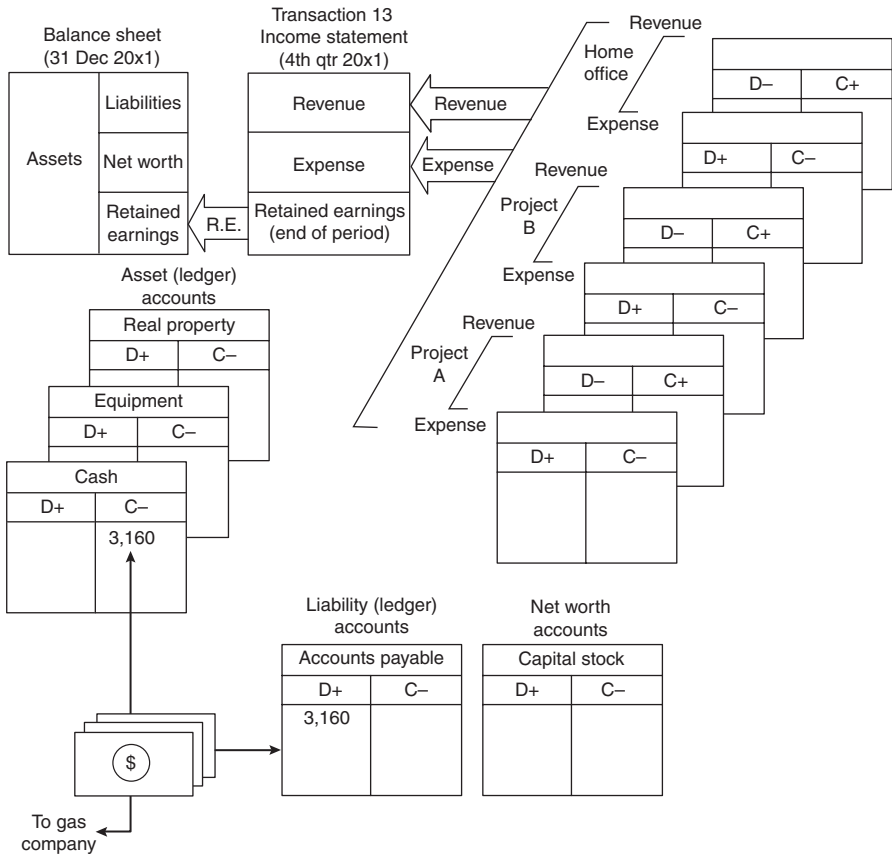 Balance sheet
(31 Dec 20x1)
Assets
Liabilities
Net worth
Retained
earnings
R.E.
Transaction 13
Income statement
(4th qtr 20x1)
Revenue
Expense
Retained earnings
(end of period)
Revenue
Expense
Revenue
Home
office
Expense
Revenue
Project
B
Expense
Revenue
Project
A
Expense
D– C+
D+ C–
D– C+
D+ C–
D– C+
D+ C–
Asset (ledger)
accounts
Real property
D+ C–
Equipment
D+ C–
Cash
D+ C–
3,160
Liability (ledger)
accounts
Accounts payable
D+ C–
3,160
Net worth
accounts
Capital stock
D+ C–
$
To gas
company